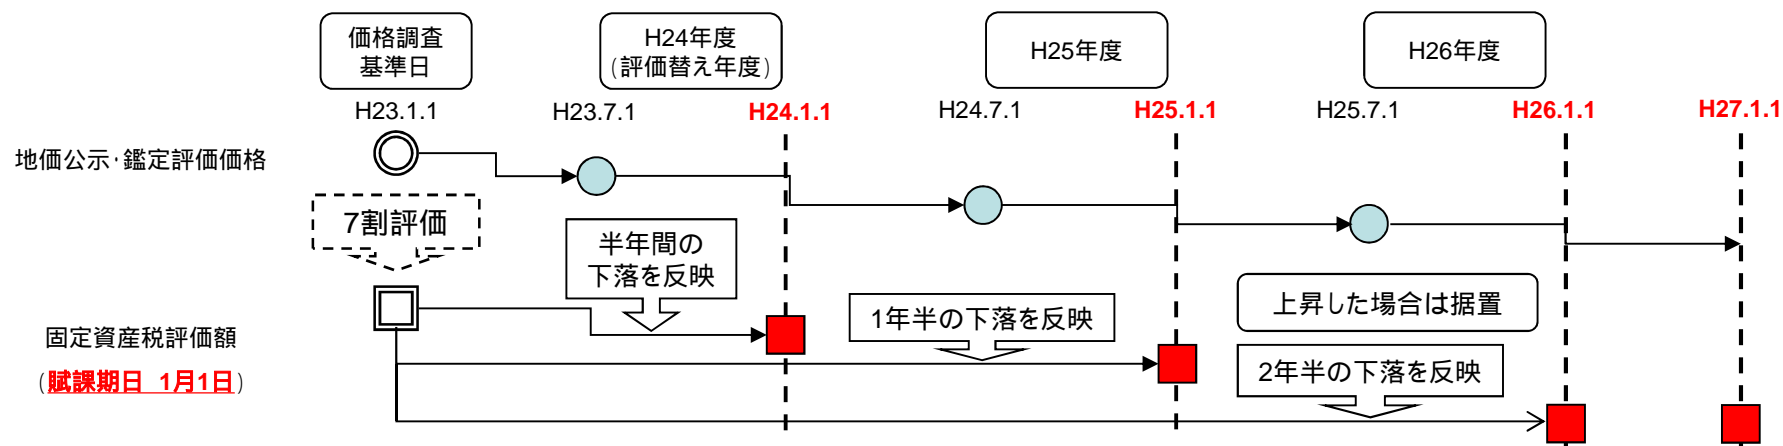 価格調査
基準日
H24年度
(評価替え年度)
H25年度
H26年度
H23.1.1
H23.7.1
H24.1.1
H24.7.1
H25.1.1
H25.7.1
H26.1.1
H27.1.1
地価公示･鑑定評価価格
7割評価
半年間の
下落を反映
1年半の下落を反映
上昇した場合は据置
2年半の下落を反映
固定資産税評価額
(賦課期日 1月1日)